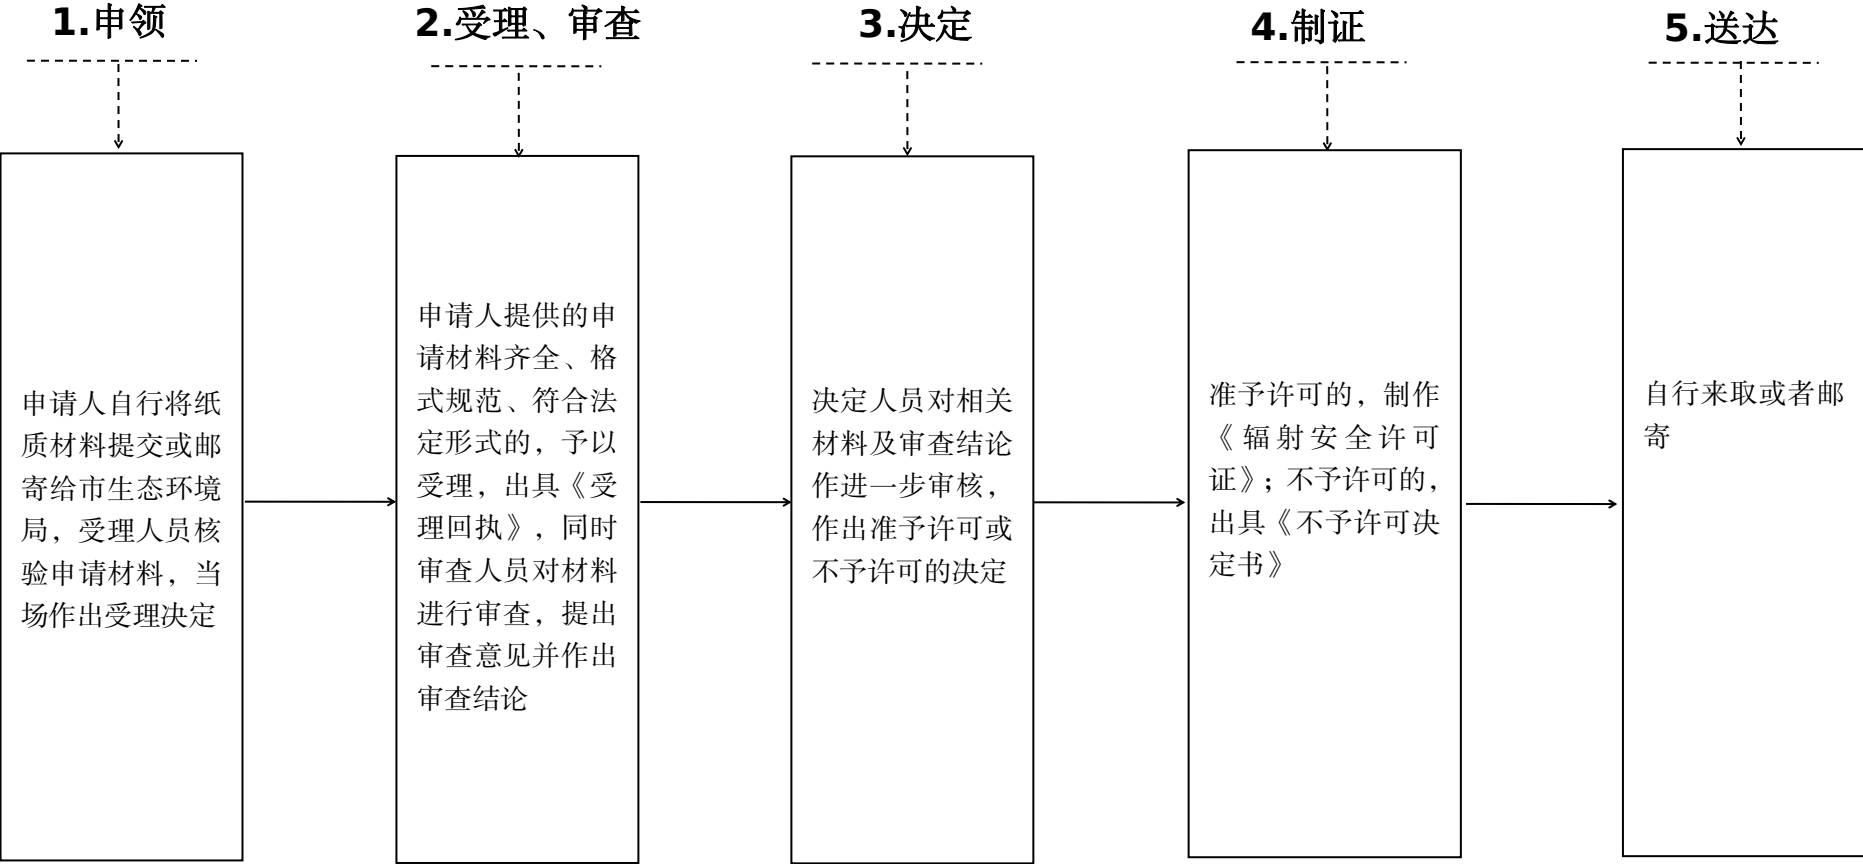 1.申领
申请人自行将纸
质材料提交或邮
寄给市生态环境
局，受理人员核
验申请材料，当
场作出受理决定
2.受理、审查
申请人提供的申
请材料齐全、格
式规范、符合法
定形式的，予以
受理，出具《受
理回执》，同时
审查人员对材料
进行审查，提出
审查意见并作出
审查结论
3.决定
决定人员对相关
材料及审查结论
作进一步审核，
作出准予许可或
不予许可的决定
4.制证
准予许可的，制作
《辐射安全许可
证》；不予许可的，
出具《不予许可决
定书》
5.送达
自行来取或者邮
寄